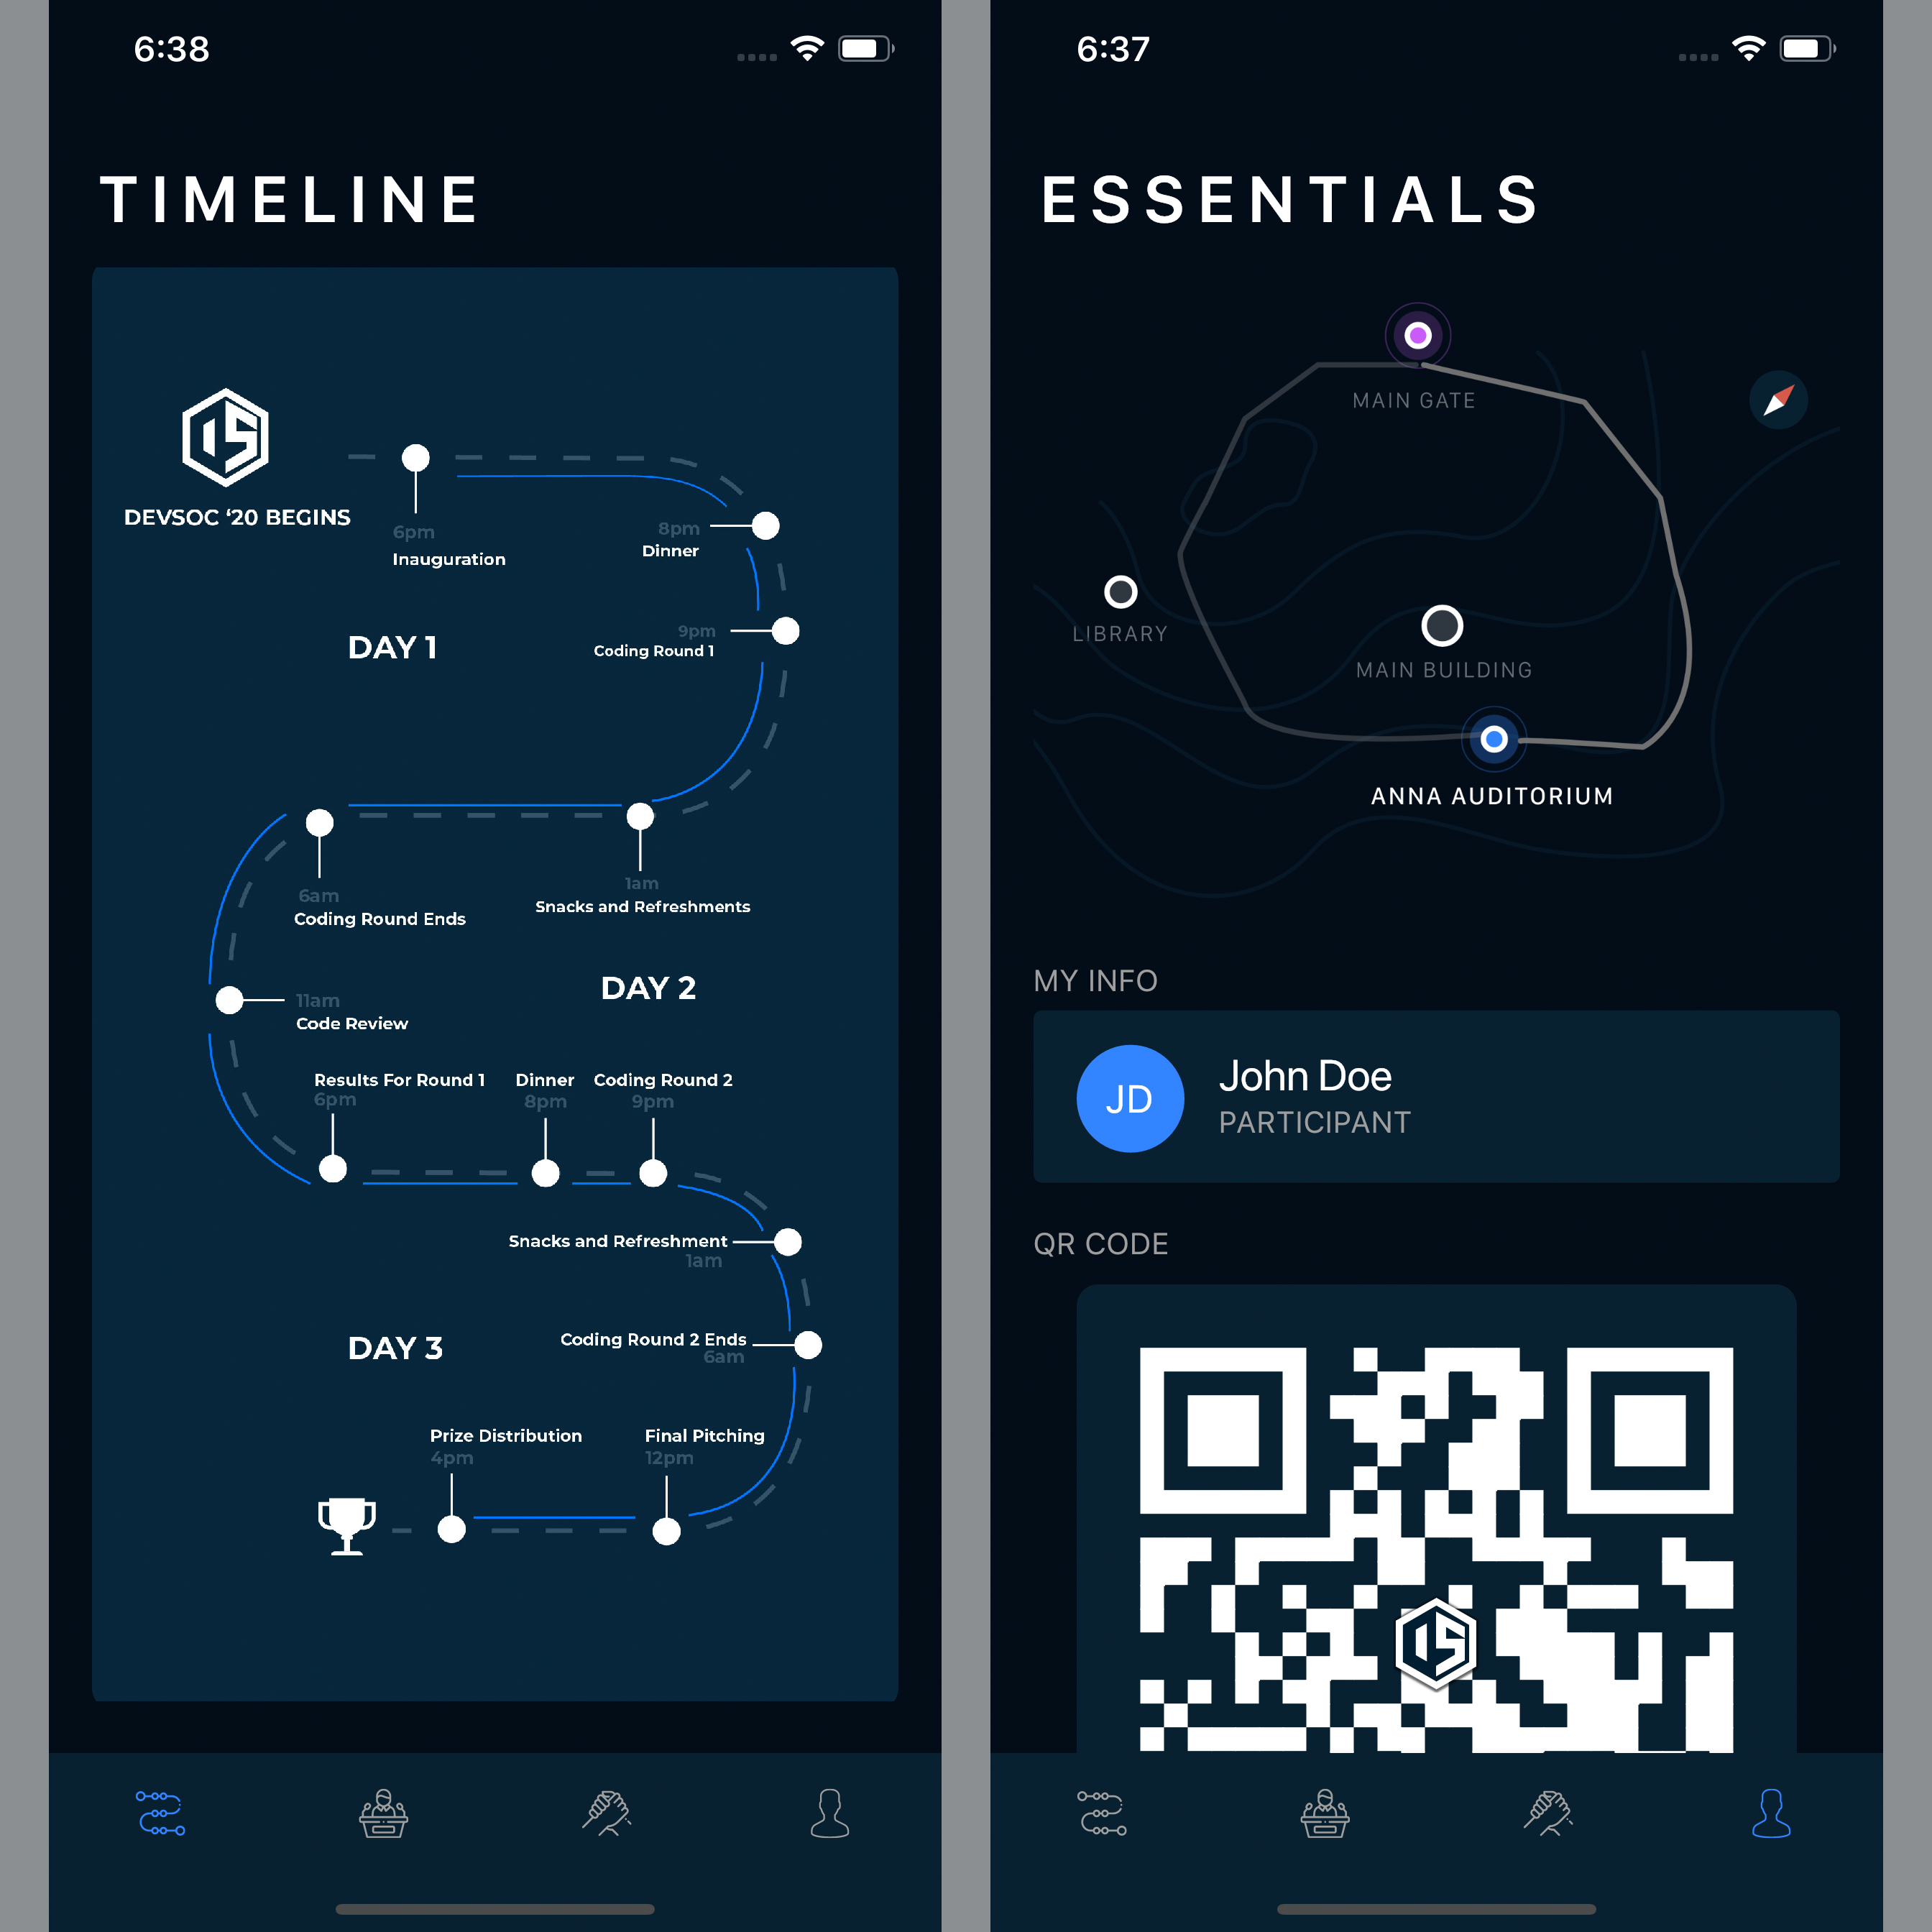 6:38
TIMELINE
DEVSOC ‘20 BEGINS
6pm
Inauguration
8pm
Dinner
DAY 1
9pm
Coding Round 1
6am
Coding Round Ends
1am
Snacks and Refreshments
DAY 2
11am
Code Review
Results For Round 1
6pm
Dinner
8pm
Coding Round 2
9pm
Snacks and Refreshment
1am
DAY 3
Coding Round 2 Ends
6am
Prize Distribution
4pm
Final Pitching
12pm
6:37
ESSENTIALS
MAIN GATE
LIBRARY
MAIN BUILDING
ANNA AUDITORIUM
MY INFO
JD
John Doe
PARTICIPANT
QR CODE